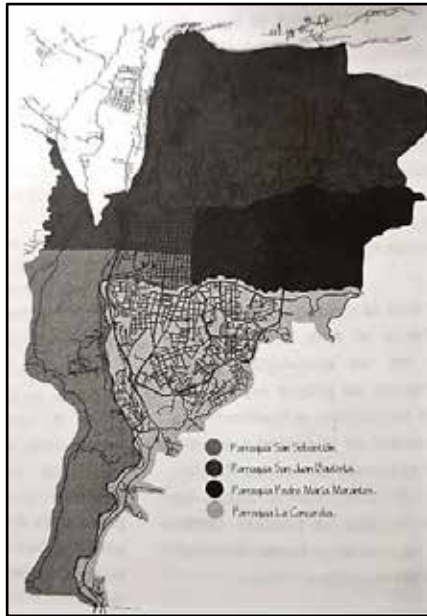 Parroquia San Sebastián.
Parroquia San Juan Bautista.
Parroquia Pedro María Morantes.
Parroquia La Concordia.